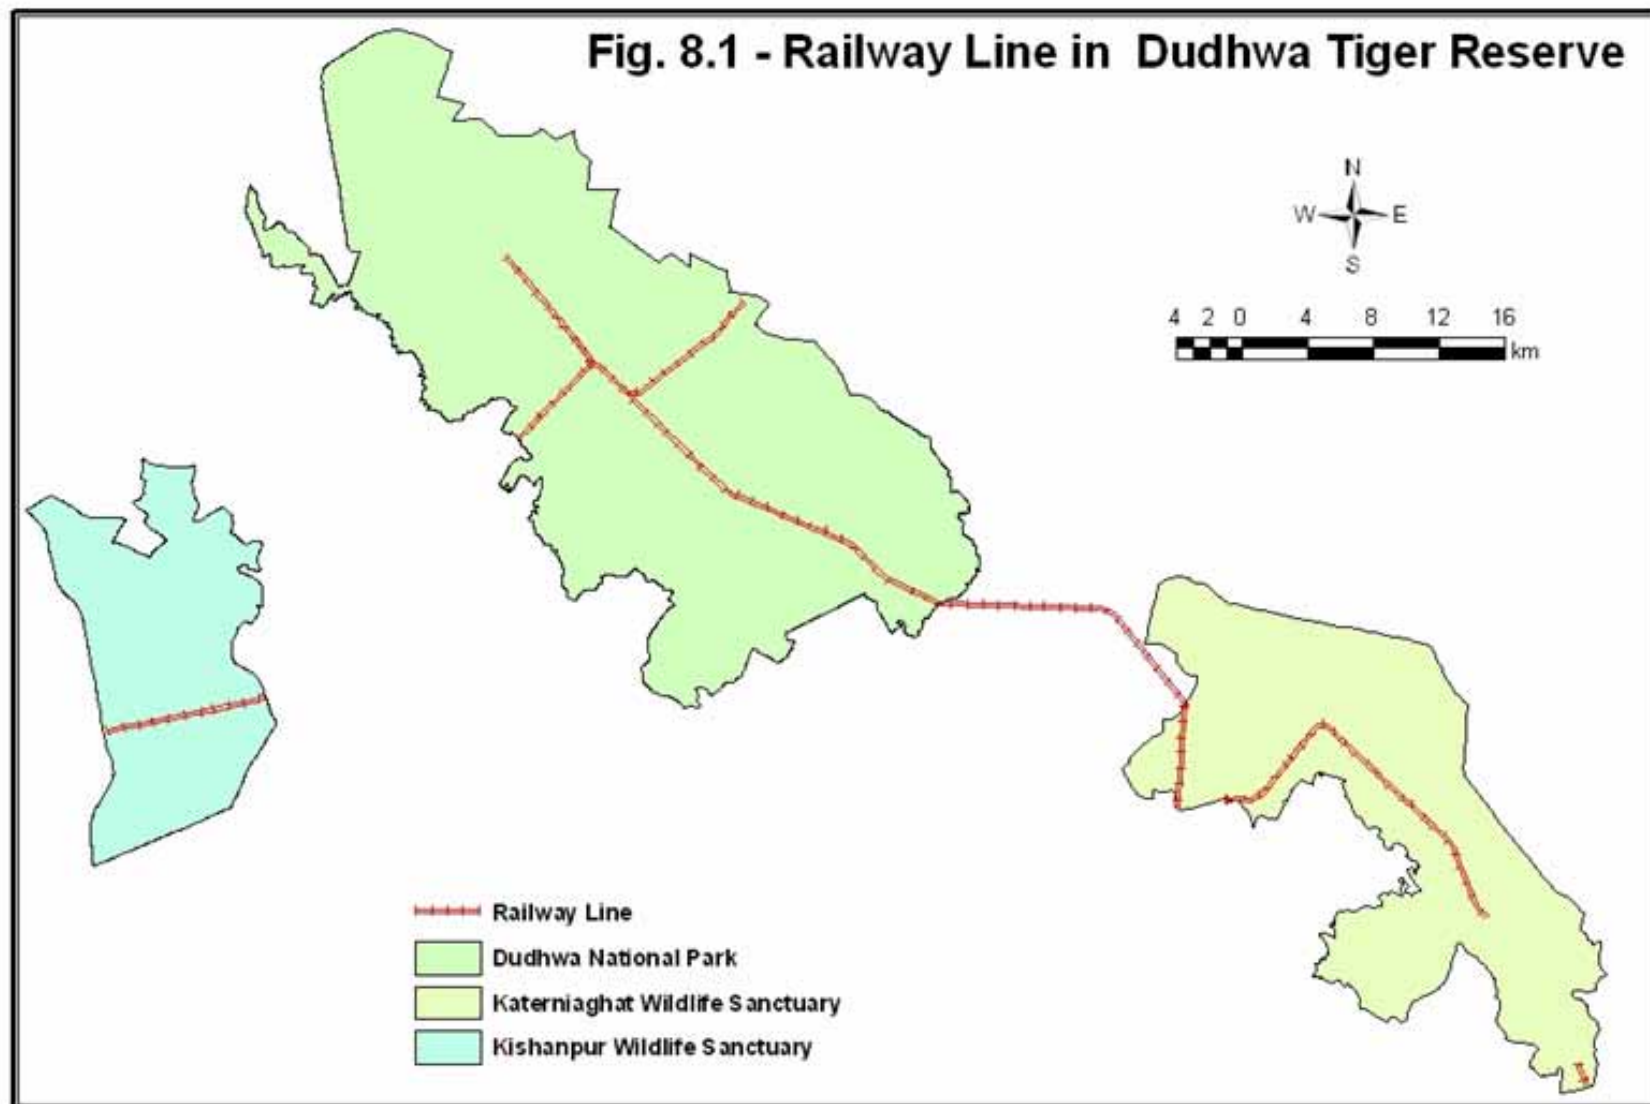 Fig. 8.1 - Railway Line in Dudhwa Tiger Reserve
N
W E
S
4 2 0 4 8 12 16
km
Railway Line
Dudhwa National Park
Katerniaghat Wildlife Sanctuary
Kishanpur Wildlife Sanctuary